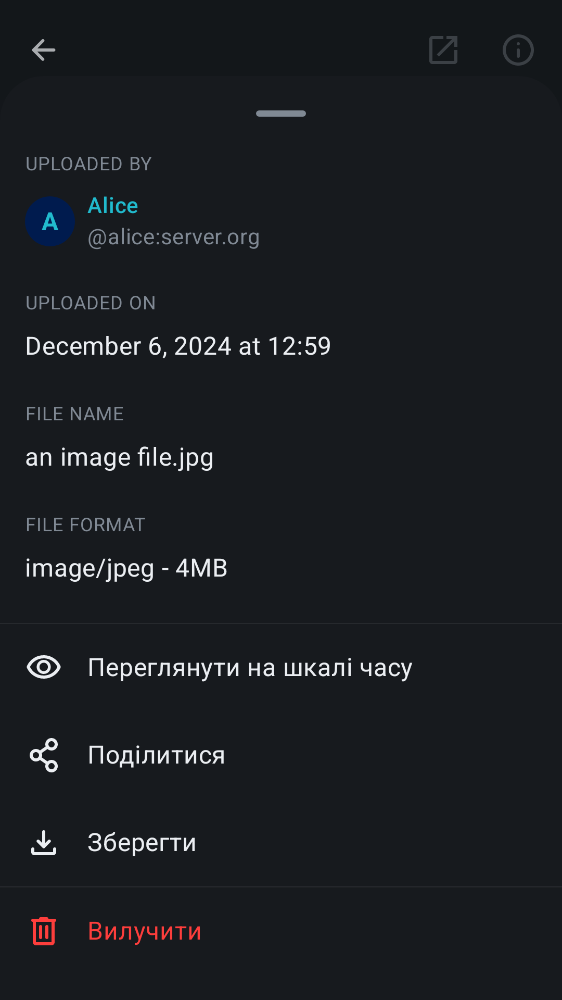 UPLOADED BY
A
Alice
@alice:server.org
UPLOADED ON
December 6, 2024 at 12:59
FILE NAME
an image file.jpg
FILE FORMAT
image/jpeg - 4MB
Переглянути на шкалі часу
Поділитися
Зберегти
Вилучити